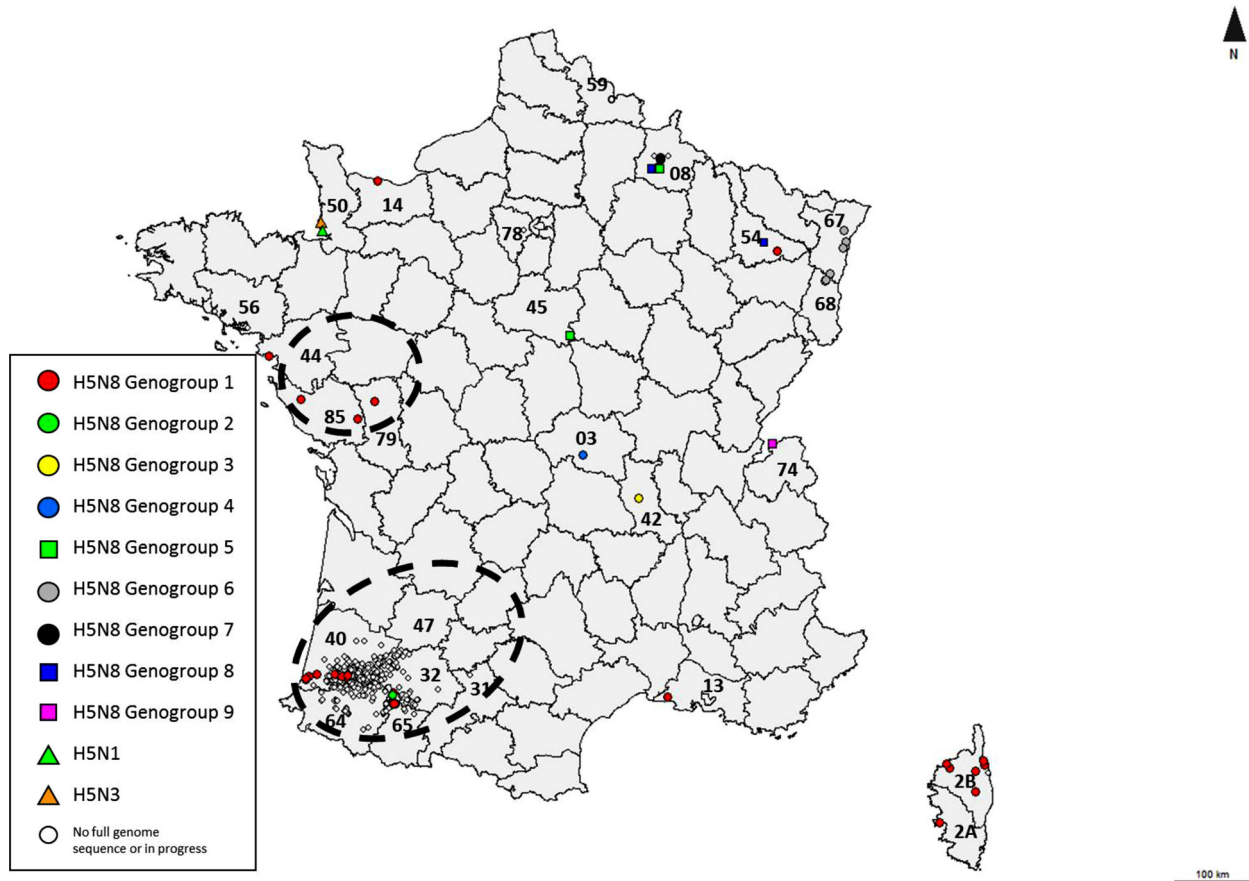 N
59
08
50
14
67
78
54
56
45
68
44
85
79
03
74
42
47
40
32
31
13
64
65
2B
2A
H5N8 Genogroup 1
H5N8 Genogroup 2
H5N8 Genogroup 3
H5N8 Genogroup 4
H5N8 Genogroup 5
H5N8 Genogroup 6
H5N8 Genogroup 7
H5N8 Genogroup 8
H5N8 Genogroup 9
H5N1
H5N3
No full genome
sequence or in progress
100 km